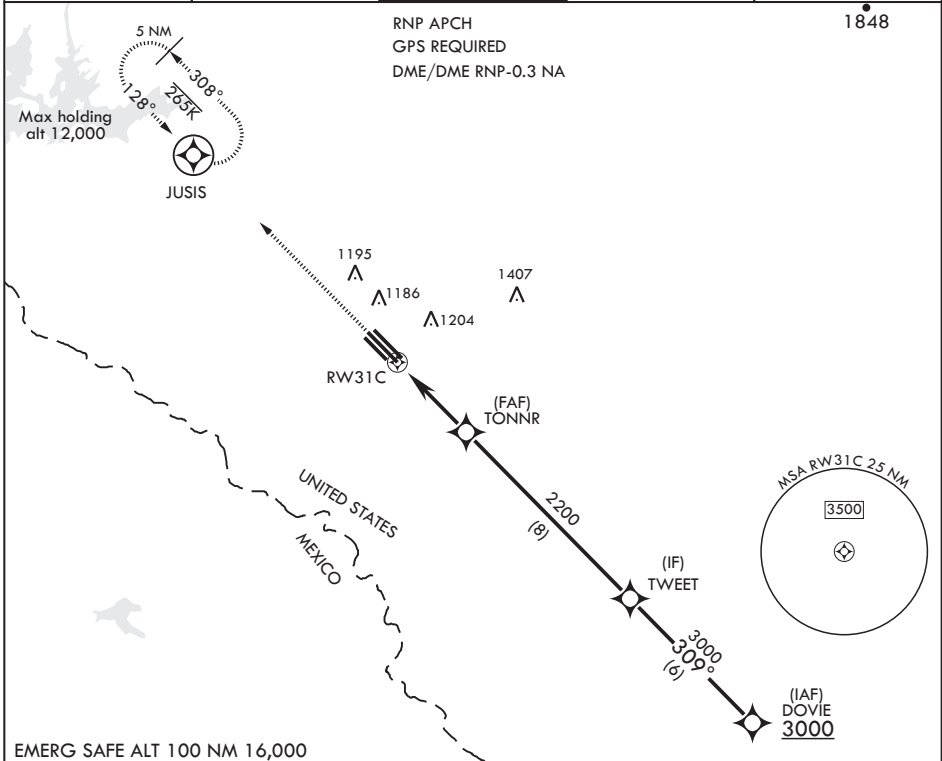 RNP APCH
GPS REQUIRED
DME/DME RNP-0.3 NA
1848
5 NM
308°
265K
128°
Max holding
alt 12,000
JUSIS
1195
1186
1407
1204
RW31C
(FAF)
TONNR
MSA RW31C 25 NM
3500
2200
(8)
UNITED STATES
MEXICO
(IF)
TWEET
3000
309°
(6)
(IAF)
DOVIE
3000
EMERG SAFE ALT 100 NM 16,000